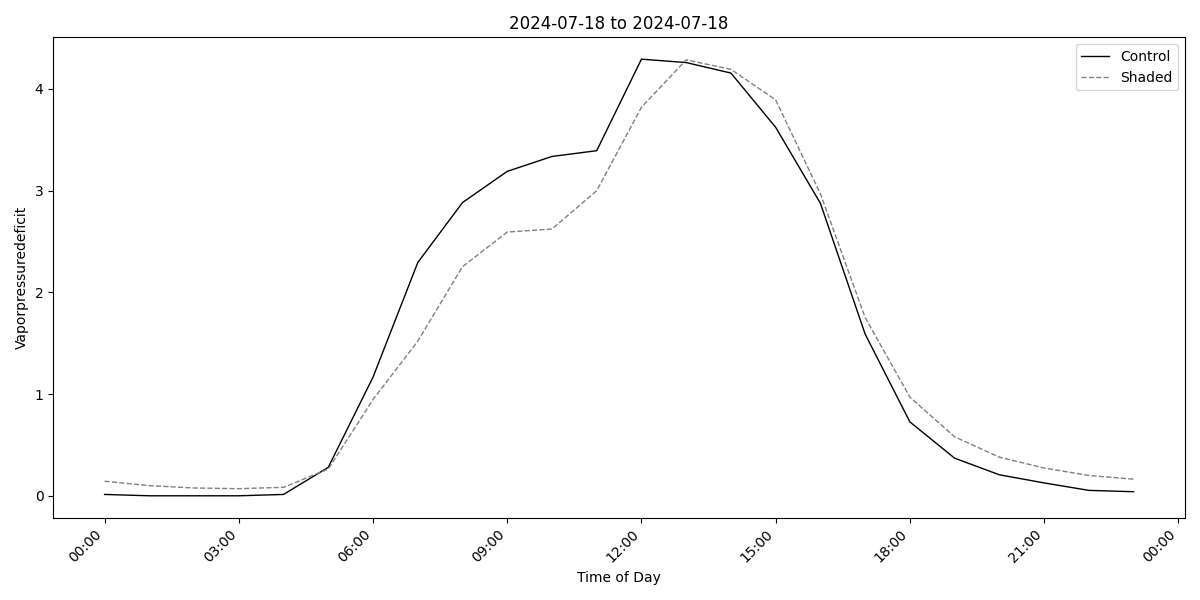 2024-07-18 to 2024-07-18
Control
Shaded
Vaporpressuredeficit
4
3
2
1
0
00:00
03:00
06:00
09:00
12:00
15:00
18:00
21:00
00:00
Time of Day